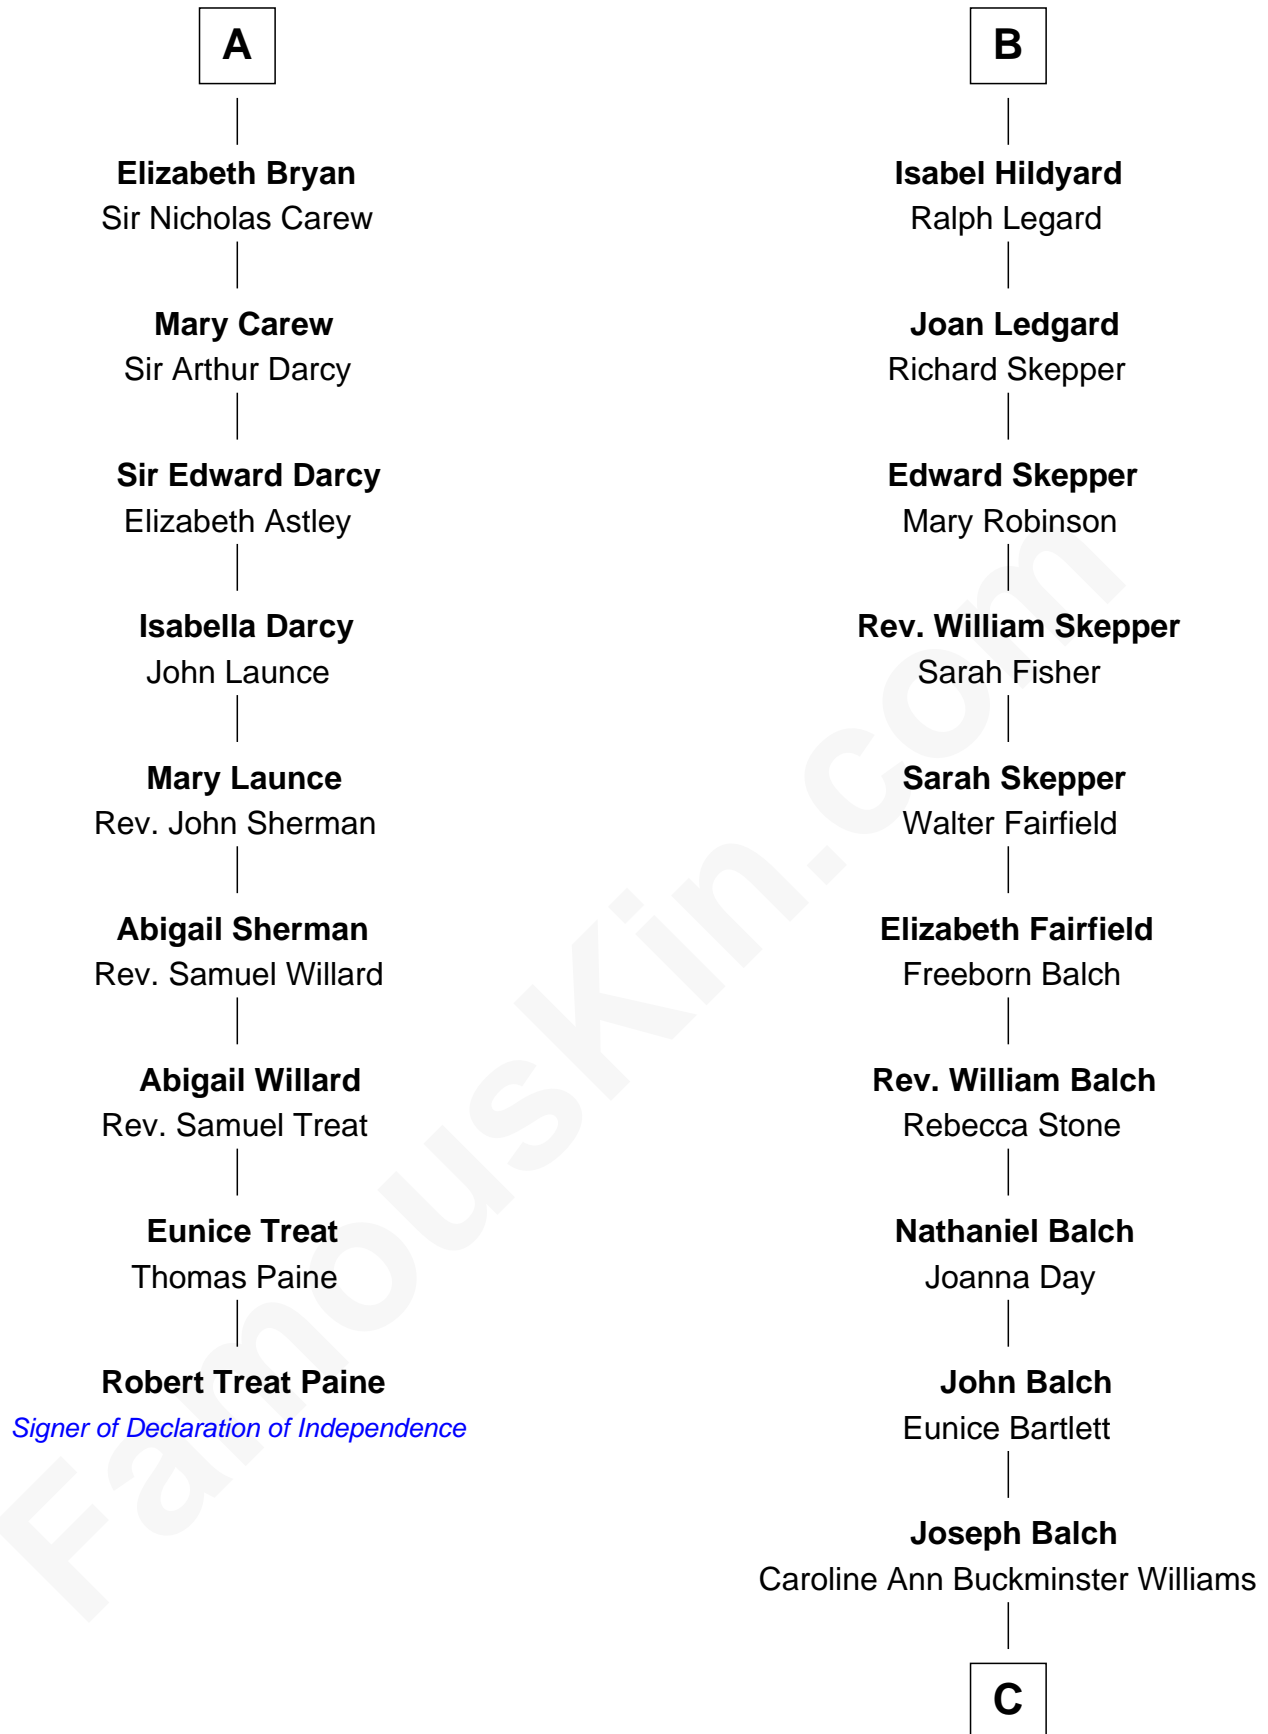 A
Elizabeth Bryan
Sir Nicholas Carew
Mary Carew
Sir Arthur Darcy
Sir Edward Darcy
Elizabeth Astley
Isabella Darcy
John Launce
Mary Launce
Rev. John Sherman
Abigail Sherman
Rev. Samuel Willard
Abigail Willard
Rev. Samuel Treat
Eunice Treat
Thomas Paine
Robert Treat Paine
Signer of Declaration of Independence
B
Isabel Hildyard
Ralph Legard
Joan Ledgard
Richard Skepper
Edward Skepper
Mary Robinson
Rev. William Skepper
Sarah Fisher
Sarah Skepper
Walter Fairfield
Elizabeth Fairfield
Freeborn Balch
Rev. William Balch
Rebecca Stone
Nathaniel Balch
Joanna Day
John Balch
Eunice Bartlett
Joseph Balch
Caroline Ann Buckminster Williams
C
FamousKin.com